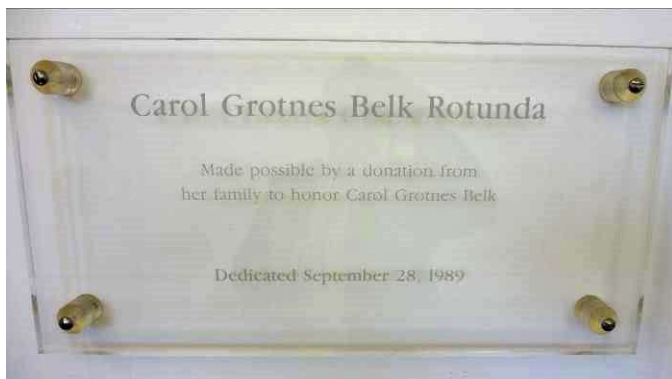 Carol Grotnes Belk Rotunda
Made possible by a donation from
her family to honor Carol Grotnes Belk
Dedicated September 28, 1989